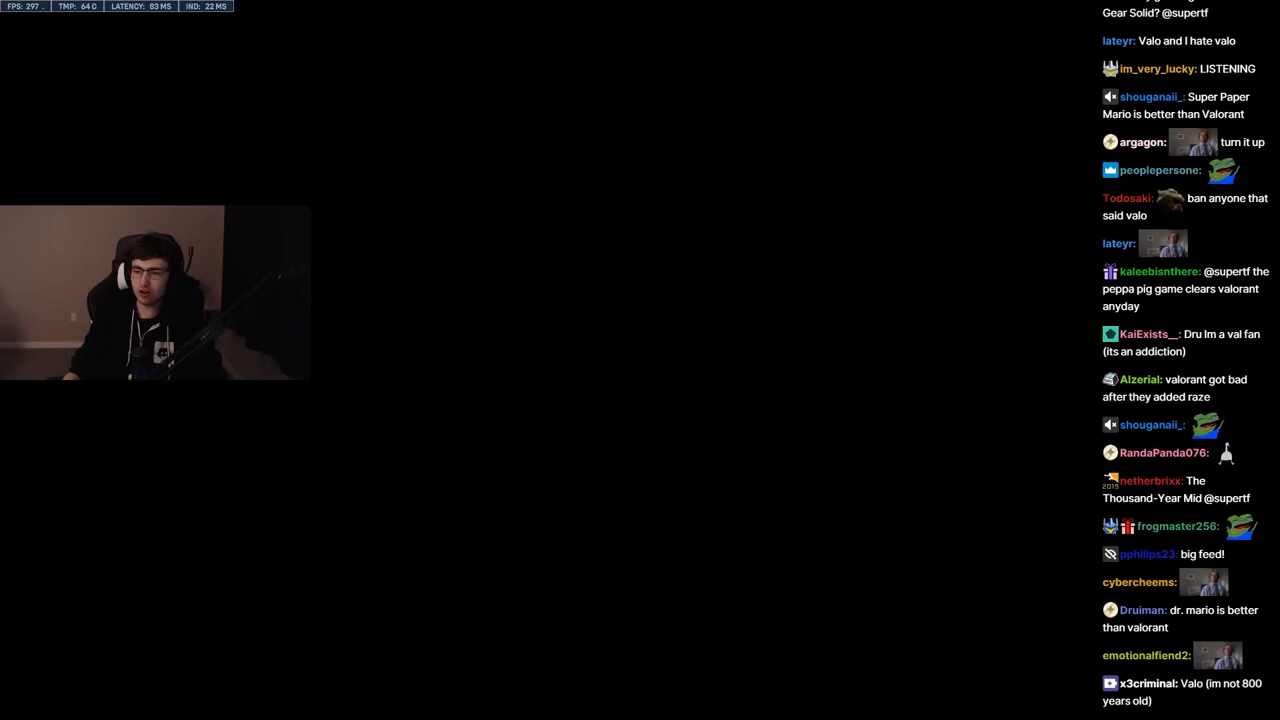 FPS: 297 . TMP: 64 C LATENCY: 83 MS IND: 22 MS
Gear Solid? @supertf
lateyr: Valo and I hate valo
im_very_lucky: LISTENING
shouganaii_: Super Paper
Mario is better than Valorant
argagon: turn it up
peoplepersone:
Todosaki: ban anyone that
said valo
lateyr:
kaleebisnthere: @supertf the
peppa pig game clears valorant
anyday
KaiExists__: Dru Im a val fan
(its an addiction)
Alzerial: valorant got bad
after they added raze
shouganaii_:
RandaPanda076:
2019 netherbrixx: The
Thousand-Year Mid @supertf
frogmaster256:
pphilips23: big feed!
cybercheems:
Druiman: dr. mario is better
than valorant
emotionalfiend2:
x3criminal: Valo (im not 800
years old)